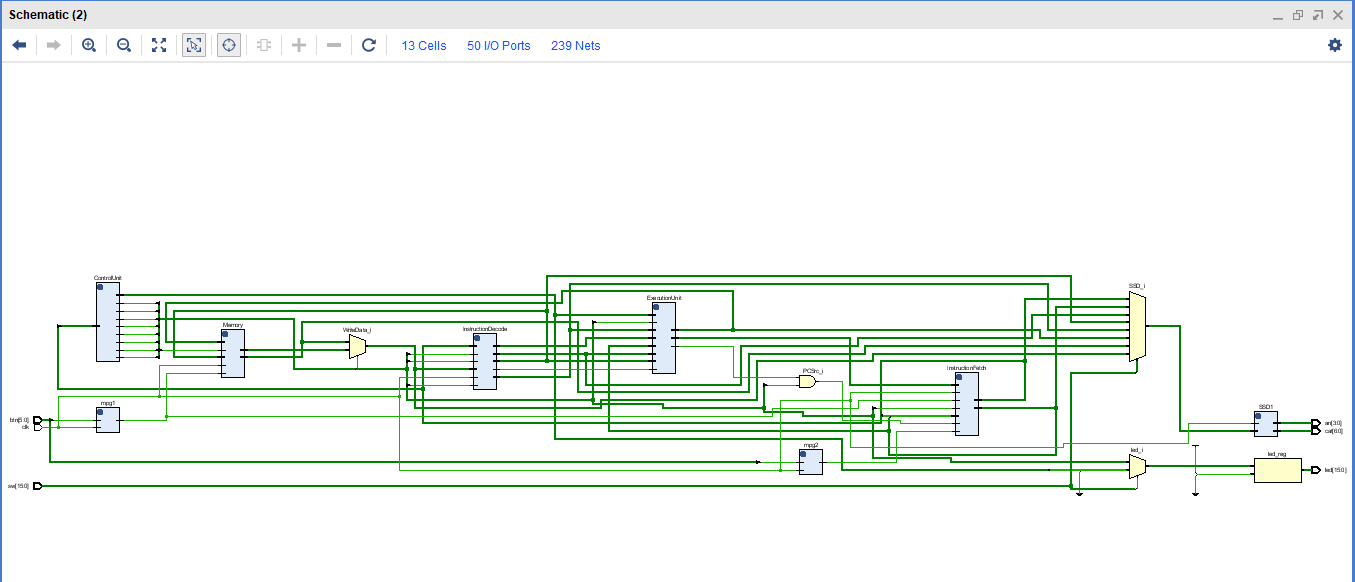 Schematic (2)
13 Cells 50 I/O Ports 239 Nets
ControlUnit
SSD_i
ExecutionUnit
Memory
WriteData_i
InstructionDecode
PCSrc_i
InstructionFetch
mpg1
SSD1
btn[5:0]
clk
an[3:0]
cat[6:0]
mpg2
led_i
led_reg
led[15:0]
sw[15:0]